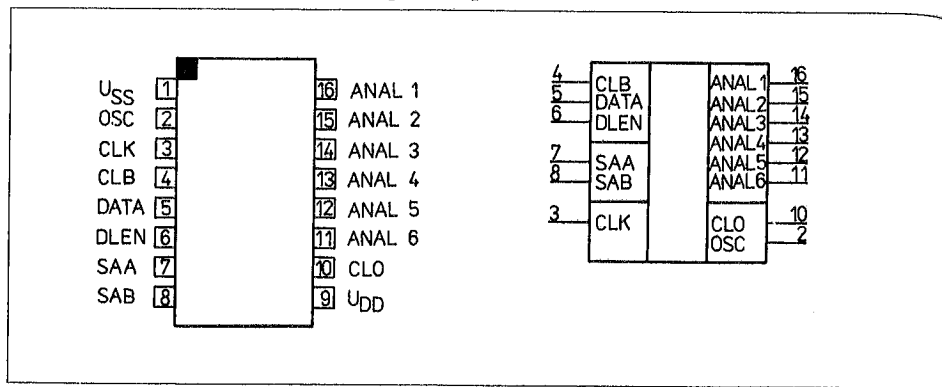 USS 1 16 ANAL 1
OSC 2 15 ANAL 2
CLK 3 14 ANAL 3
CLB 4 13 ANAL 4
DATA 5 12 ANAL 5
DLEN 6 11 ANAL 6
SAA 7 10 CLO
SAB 8 9 UDD
4 CLB ANAL1 16
5 DATA ANAL2 15
6 DLEN ANAL3 14
ANAL4 13
7 SAA ANAL5 12
8 SAB ANAL6 11
3 CLK CLO 10
OSC 2